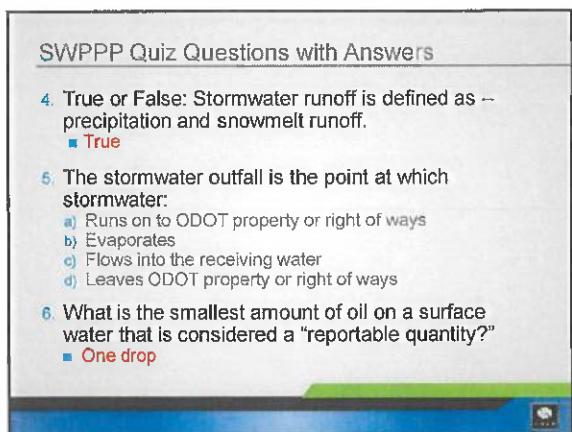 SWPPP Quiz Questions with Answers
4. True or False: Stormwater runoff is defined as –
precipitation and snowmelt runoff.
■ True
5. The stormwater outfall is the point at which
stormwater:
a) Runs on to ODOT property or right of ways
b) Evaporates
c) Flows into the receiving water
d) Leaves ODOT property or right of ways
6. What is the smallest amount of oil on a surface
water that is considered a “reportable quantity?”
■ One drop